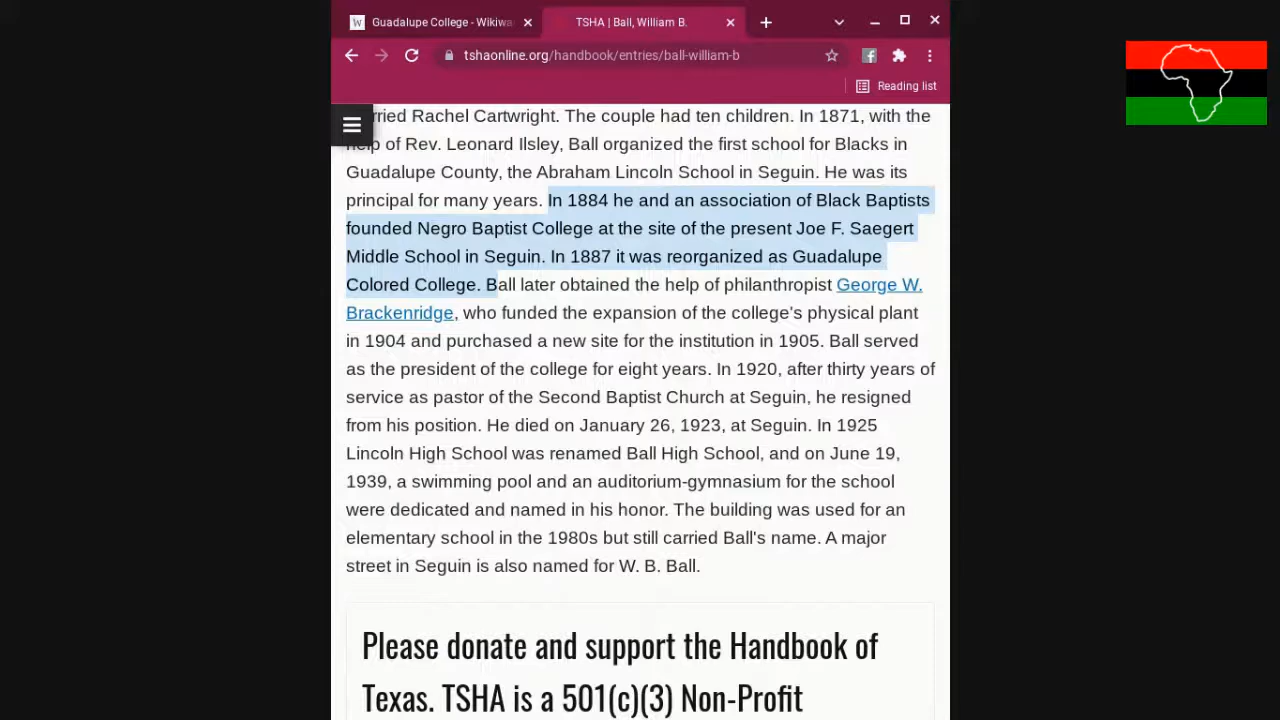 Guadalupe College - Wikiwa
TSHA | Ball, William B.
tshaonline.org/handbook/entries/ball-william-b
Reading list
rried Rachel Cartwright. The couple had ten children. In 1871, with the
help of Rev. Leonard Ilsley, Ball organized the first school for Blacks in
Guadalupe County, the Abraham Lincoln School in Seguin. He was its
principal for many years. In 1884 he and an association of Black Baptists
founded Negro Baptist College at the site of the present Joe F. Saegert
Middle School in Seguin. In 1887 it was reorganized as Guadalupe
Colored College. Ball later obtained the help of philanthropist George W.
Brackenridge, who funded the expansion of the college's physical plant
in 1904 and purchased a new site for the institution in 1905. Ball served
as the president of the college for eight years. In 1920, after thirty years of
service as pastor of the Second Baptist Church at Seguin, he resigned
from his position. He died on January 26, 1923, at Seguin. In 1925
Lincoln High School was renamed Ball High School, and on June 19,
1939, a swimming pool and an auditorium-gymnasium for the school
were dedicated and named in his honor. The building was used for an
elementary school in the 1980s but still carried Ball's name. A major
street in Seguin is also named for W. B. Ball.
Please donate and support the Handbook of
Texas. TSHA is a 501(c)(3) Non-Profit